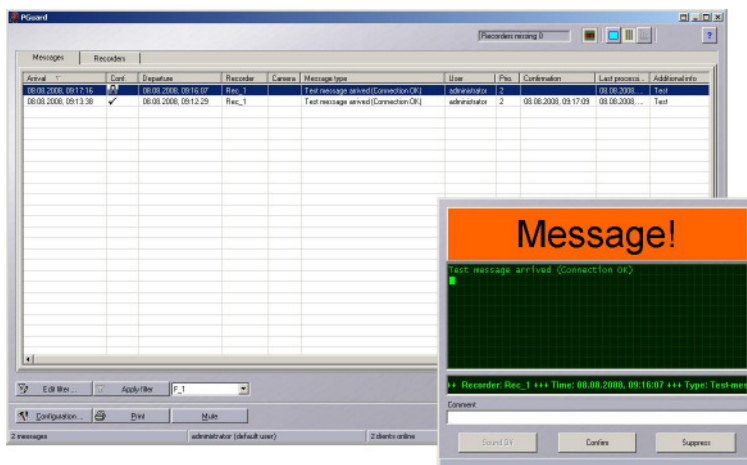 PGuard
Recorders missing 0
...
?
Messages
Recorders
Arrival Conf. Departure Recorder Camera Message type User Prio. Confirmation Last processi... Additional info
08.08.2008, 09:17:16 08.08.2008, 09:16:07 Rec_1 Test message arrived (Connection OK) administrator 2 08.08.2008, ... Test
08.08.2008, 09:13:38 08.08.2008, 09:12:29 Rec_1 Test message arrived (Connection OK) administrator 2 08.08.2008, 09:17:09 08.08.2008, ... Test
Message!
Test message arrived (Connection OK)
++ Recorder: Rec_1 +++ Time: 08.08.2008, 09:16:07 +++ Type: Test-mes
Comment:
Sound Off Confirm Suppress
Edit filter ... Apply filter F_1
Configuration... Print Mute
2 messages administrator (default user) 2 clients online